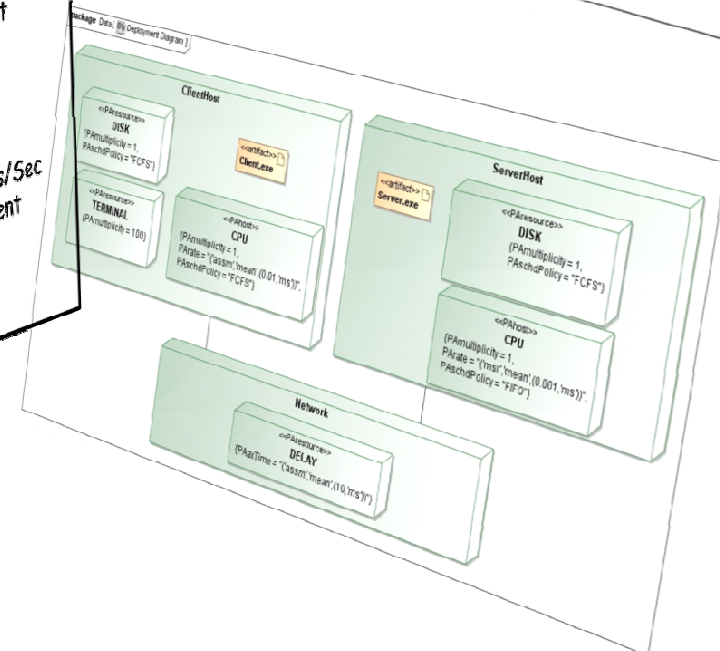 t
s/Sec
ent
package Data[ Deployment Diagram ]
ClientHost
<<PAresource>>
DISK
{PAmultiplicity = 1,
PAschdPolicy = "FCFS"}
<<artifact>>
Client.exe
<<PAresource>>
TERMINAL
{PAmultiplicity = 100}
<<PAhost>>
CPU
{PAmultiplicity = 1,
PArate = "('assm','mean',(0.01,'ms'))",
PAschdPolicy = "FCFS"}
ServerHost
<<artifact>>
Server.exe
<<PAresource>>
DISK
{PAmultiplicity = 1,
PAschdPolicy = "FCFS"}
<<PAhost>>
CPU
{PAmultiplicity = 1,
PArate = "('msr','mean',(0.001,'ms'))",
PAschdPolicy = "FIFO"}
Network
<<PAresource>>
DELAY
{PAaxTime = "('assm','mean',(10,'ms'))"}